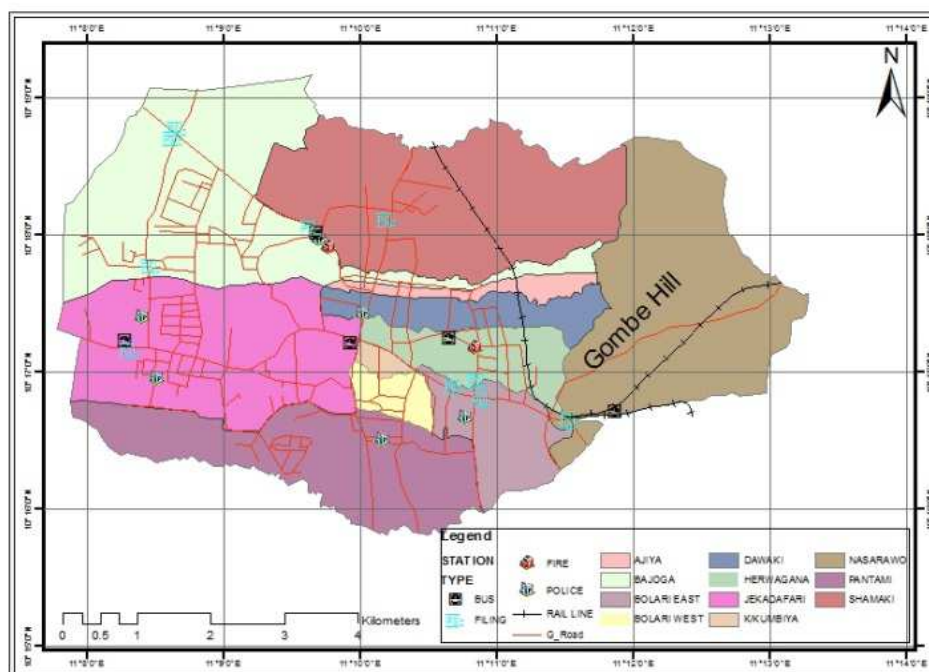 11°8'0"E 11°9'0"E 11°10'0"E 11°11'0"E 11°12'0"E 11°13'0"E 11°14'0"E
N
Gombe Hill
Legend
STATION
TYPE
BUS
FILING
FIRE
POLICE
RAIL LINE
G_Road
AJIYA
BAJOGA
BOLARI EAST
BOLARI WEST
DAWAKI
HERWAGANA
JEKADAFARI
KIKUMBIYA
NASARAWO
PANTAMI
SHAMAKI
Kilometers
0 0.5 1 2 3 4
11°8'0"E 11°9'0"E 11°10'0"E 11°11'0"E 11°12'0"E 11°13'0"E 11°14'0"E